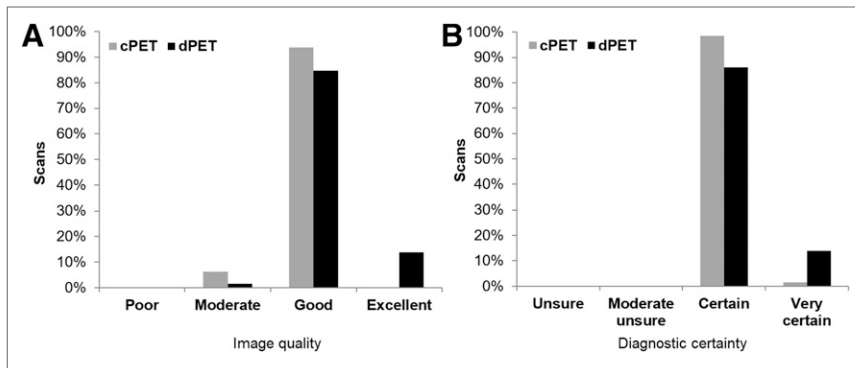 A
cPET dPET
100%
90%
80%
70%
60%
50%
40%
30%
20%
10%
0%
Scans
Poor Moderate Good Excellent
Image quality
B
cPET dPET
100%
90%
80%
70%
60%
50%
40%
30%
20%
10%
0%
Scans
Unsure Moderate Certain Very
unsure certain
Diagnostic certainty